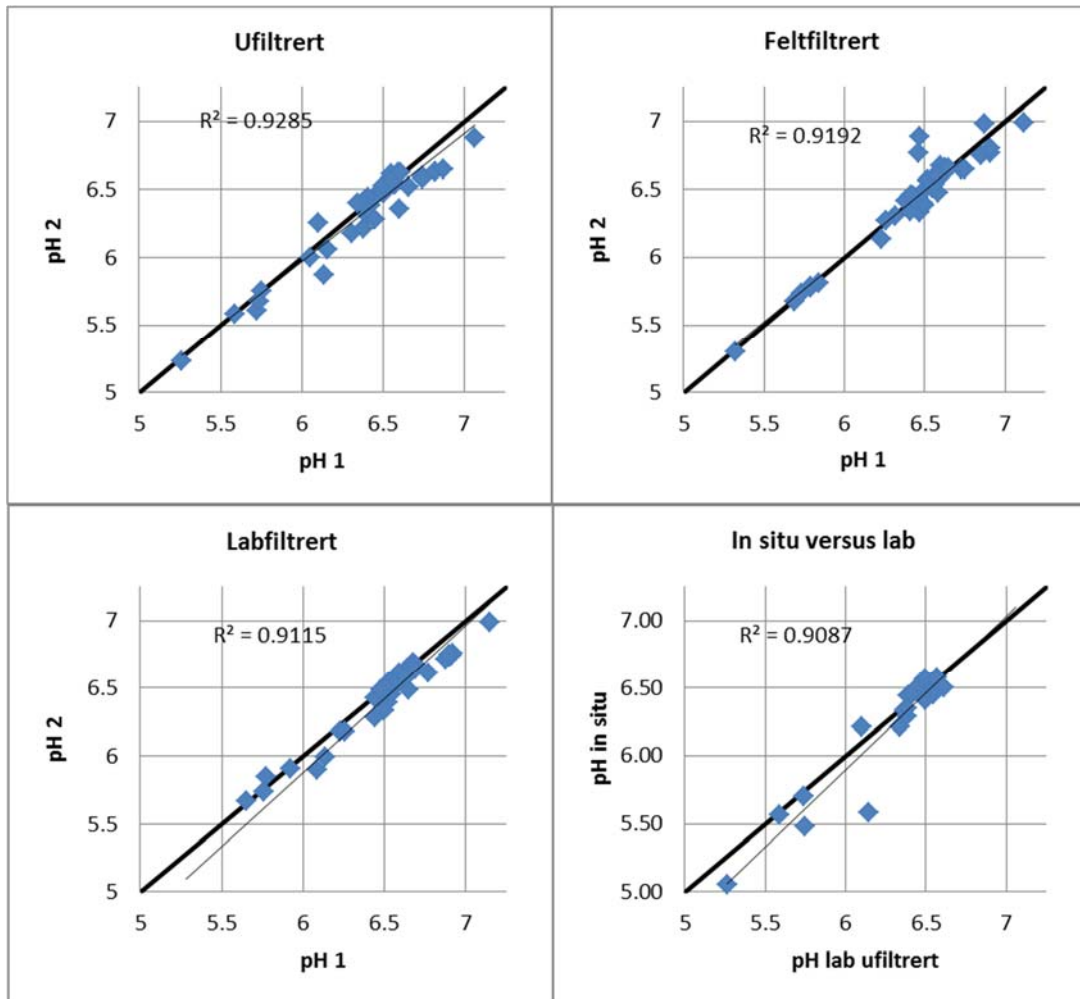 Ufiltrert
R² = 0.9285
7
6.5
6
5.5
5
pH 2
5 5.5 6 6.5 7
pH 1
Feltfiltrert
R² = 0.9192
7
6.5
6
5.5
5
pH 2
5 5.5 6 6.5 7
pH 1
Labfiltrert
R² = 0.9115
7
6.5
6
5.5
5
pH 2
5 5.5 6 6.5 7
pH 1
In situ versus lab
R² = 0.9087
7.00
6.50
6.00
5.50
5.00
pH in situ
5 5.5 6 6.5 7
pH lab ufiltrert